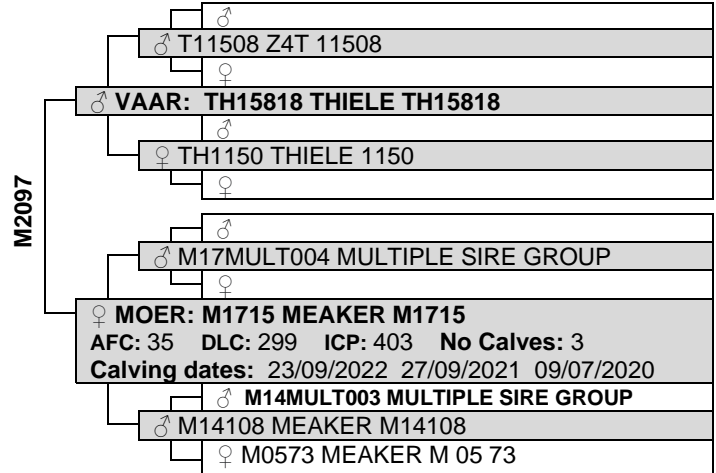 ♂
♂ T11508 Z4T 11508
♀
♂ VAAR: TH15818 THIELE TH15818
♂
♀ TH1150 THIELE 1150
♀
M2097
♂
♂ M17MULT004 MULTIPLE SIRE GROUP
♀
♀ MOER: M1715 MEAKER M1715
AFC: 35 DLC: 299 ICP: 403 No Calves: 3
Calving dates: 23/09/2022 27/09/2021 09/07/2020
♂ M14MULT003 MULTIPLE SIRE GROUP
♂ M14108 MEAKER M14108
♀ M0573 MEAKER M 05 73